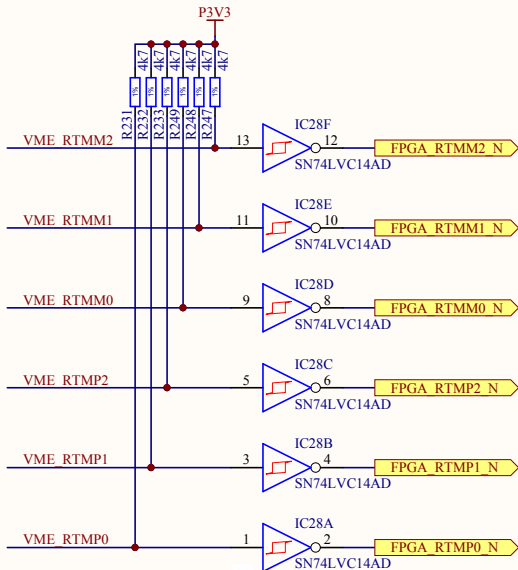 P3V3
4k7 4k7 4k7 4k7 4k7 4k7
1% 1% 1% 1% 1% 1%
R231 R232 R233 R249 R248 R247
IC28F
VME_RTMM2 13 12 FPGA_RTMM2_N
SN74LVC14AD
IC28E
VME_RTMM1 11 10 FPGA_RTMM1_N
SN74LVC14AD
IC28D
VME_RTMM0 9 8 FPGA_RTMM0_N
SN74LVC14AD
IC28C
VME_RTMP2 5 6 FPGA_RTMP2_N
SN74LVC14AD
IC28B
VME_RTMP1 3 4 FPGA_RTMP1_N
SN74LVC14AD
IC28A
VME_RTMP0 1 2 FPGA_RTMP0_N
SN74LVC14AD